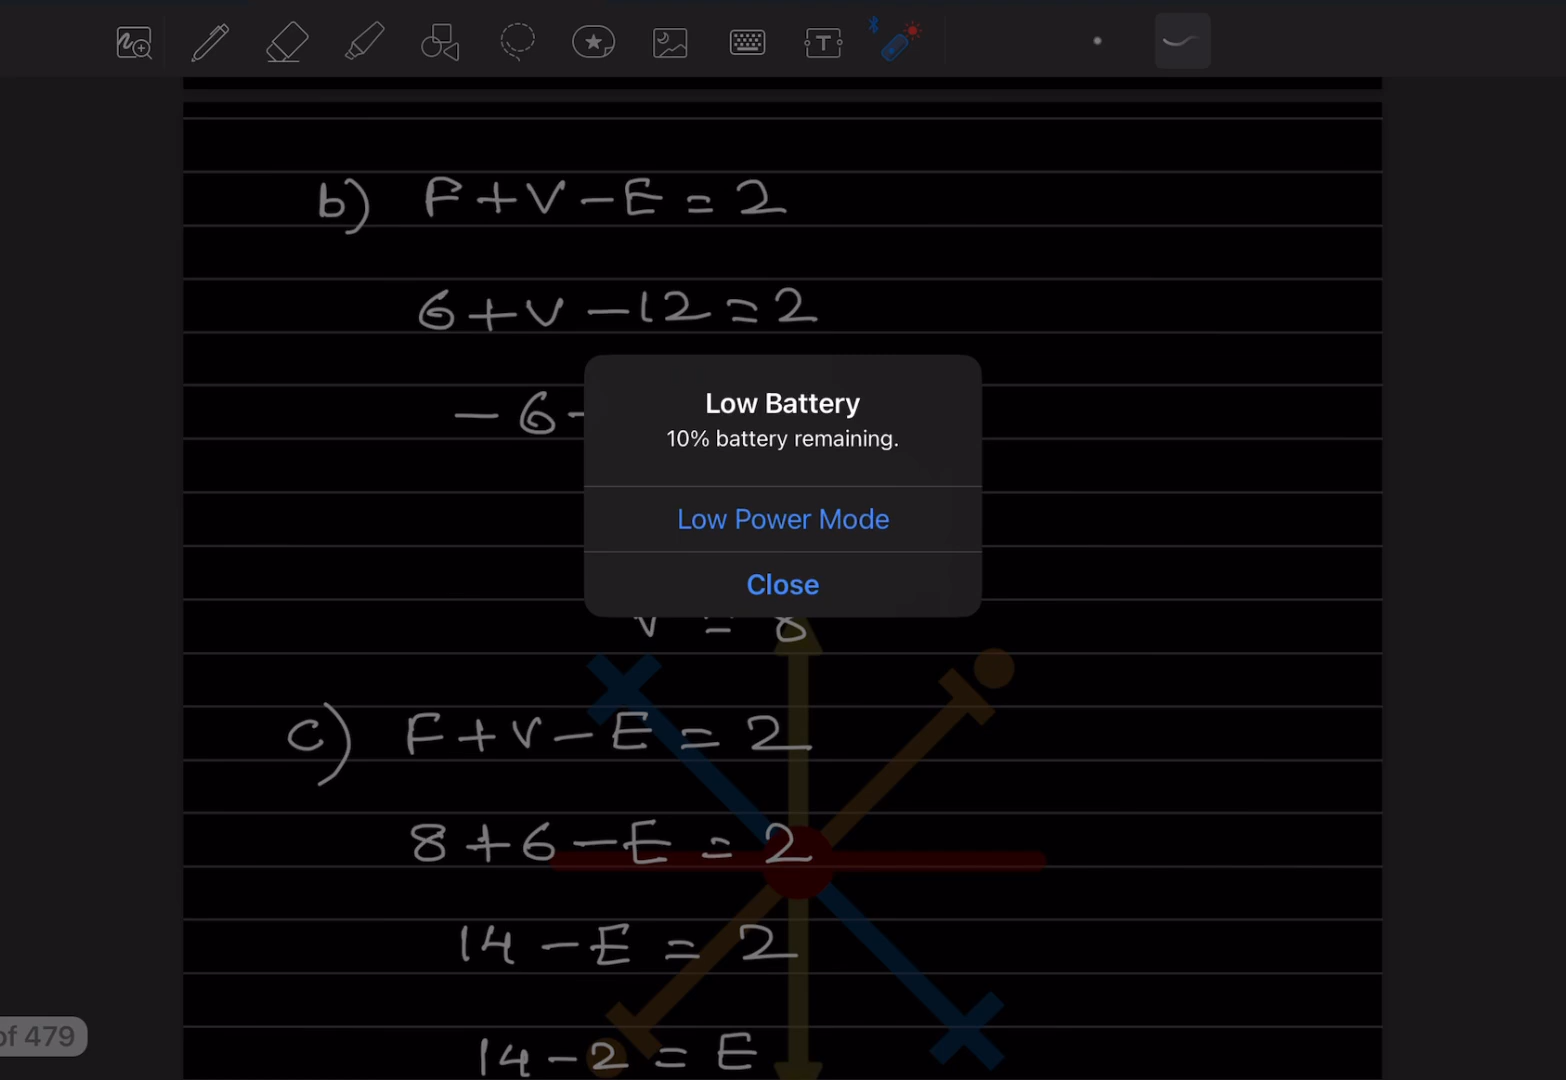 b) F + V - E = 2
6 + V - 12 = 2
- 6 -
Low Battery
10% battery remaining.
Low Power Mode
Close
V = 8
c) F + V - E = 2
8 + 6 - E = 2
14 - E = 2
of 479
14 - 2 = E